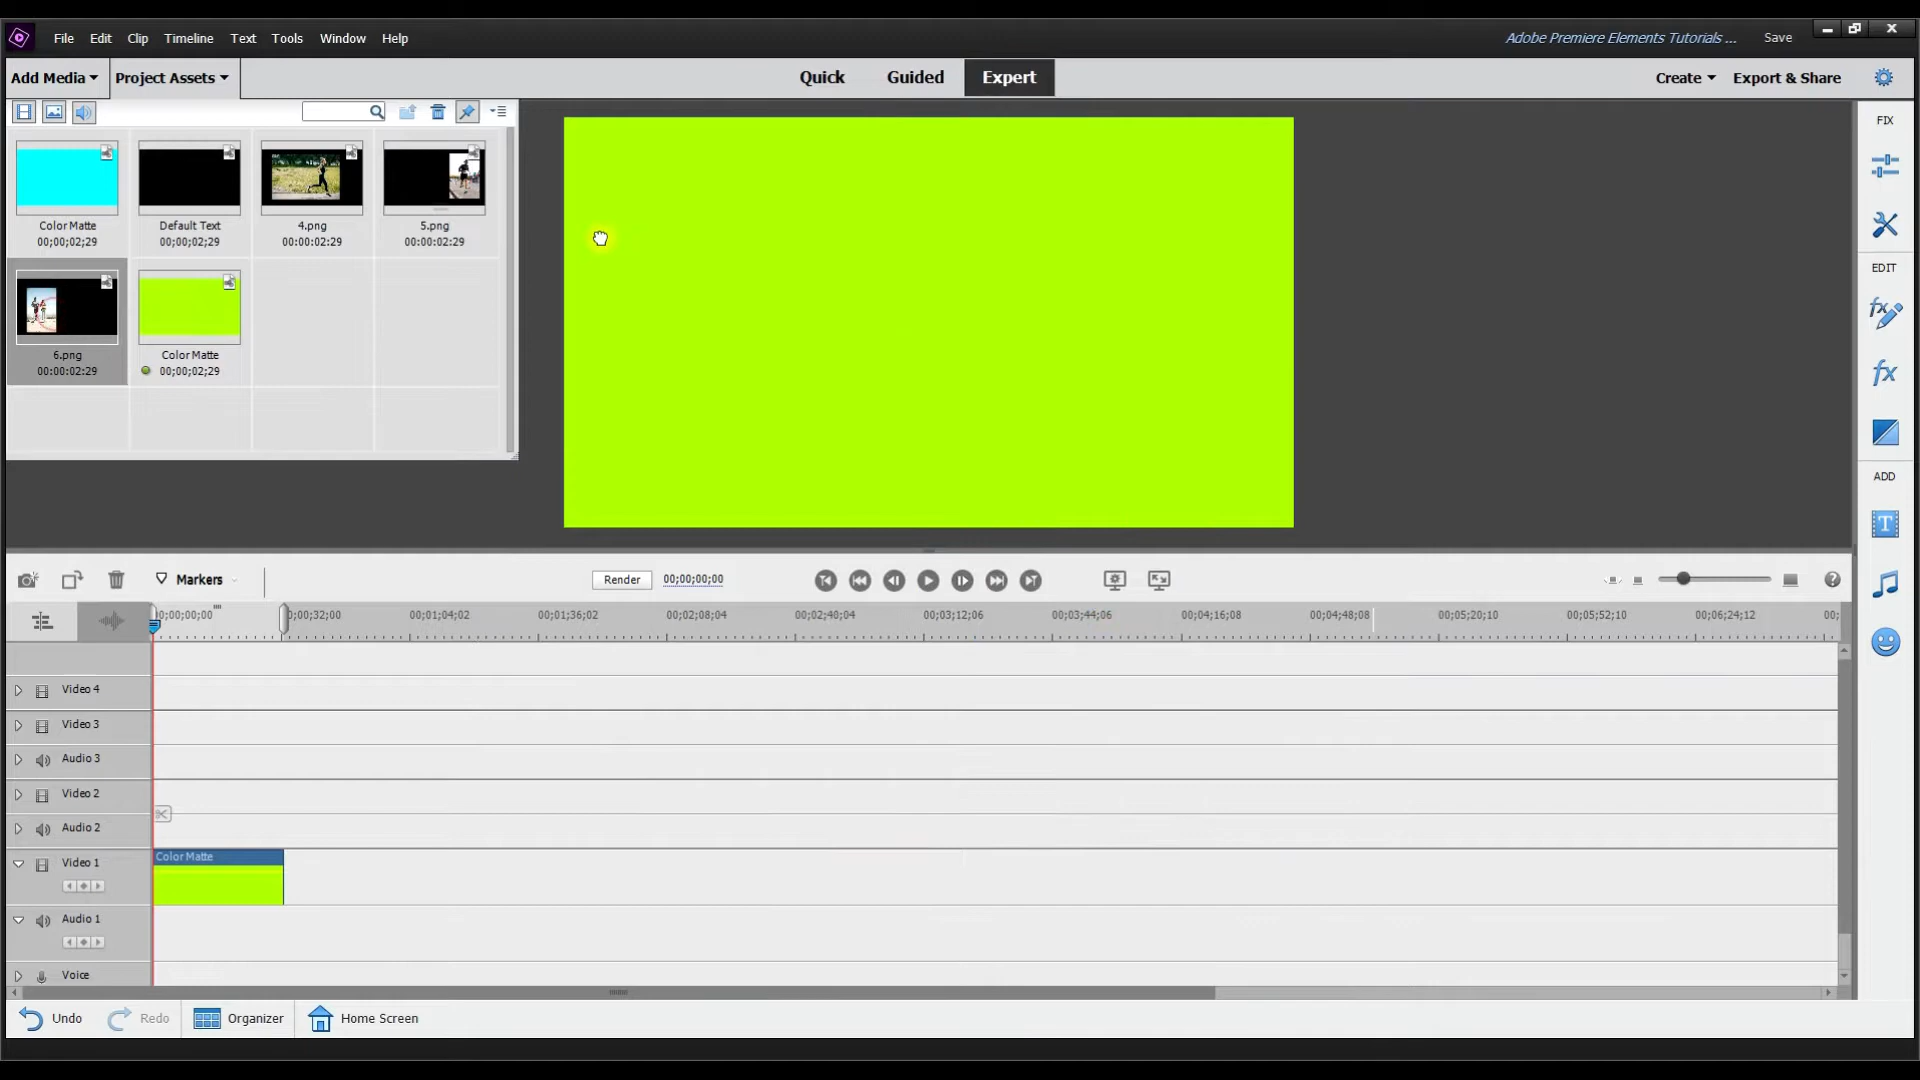 File Edit Clip Timeline Text Tools Window Help
Adobe Premiere Elements Tutorials ... Save
Add Media Project Assets Quick Guided Expert Create Export & Share
FIX
EDIT
ADD
Color Matte Default Text 4.png 5.png
00;00;02;29 00;00;02;29 00:00:02:29 00:00:02:29
6.png Color Matte
00:00:02:29 00;00;02;29
fx
T
Markers Render 00;00;00;00
0;00;00;00 0;00;32;00 00;01;04;02 00;01;36;02 00;02;08;04 00;02;40;04 00;03;12;06 00;03;44;06 00;04;16;08 00;04;48;08 00;05;20;10 00;05;52;10 00;06;24;12 00;
Video 4
Video 3
Audio 3
Video 2
Audio 2
Video 1 Color Matte
Audio 1
Voice
Undo Redo Organizer Home Screen